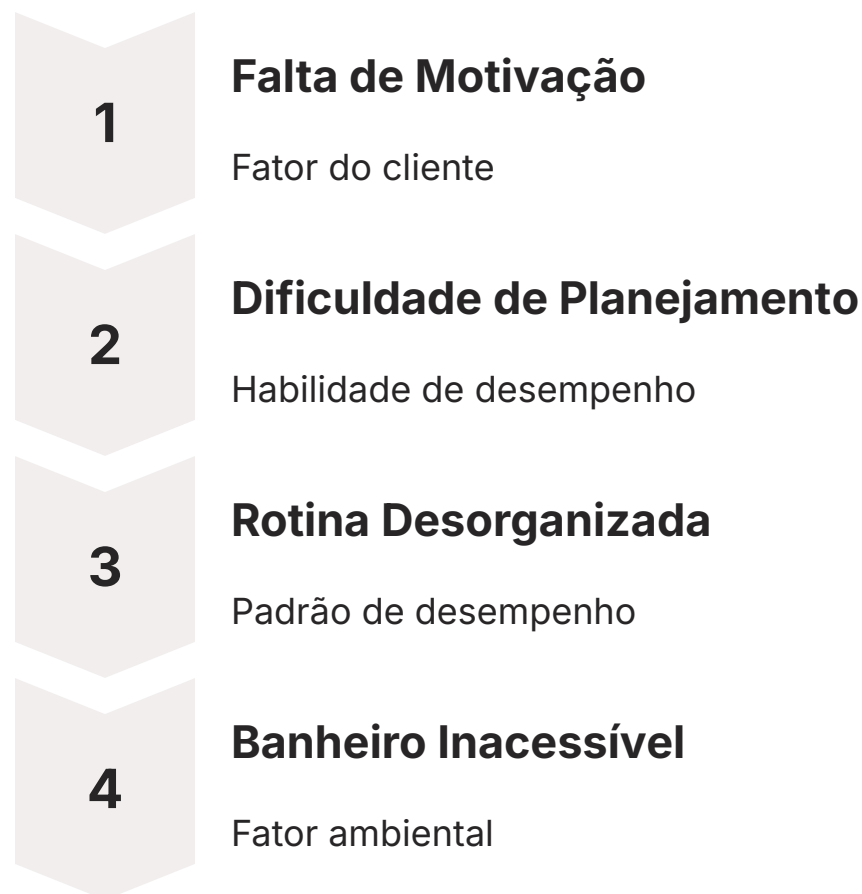 1
Falta de Motivação
Fator do cliente
2
Dificuldade de Planejamento
Habilidade de desempenho
3
Rotina Desorganizada
Padrão de desempenho
4
Banheiro Inacessível
Fator ambiental